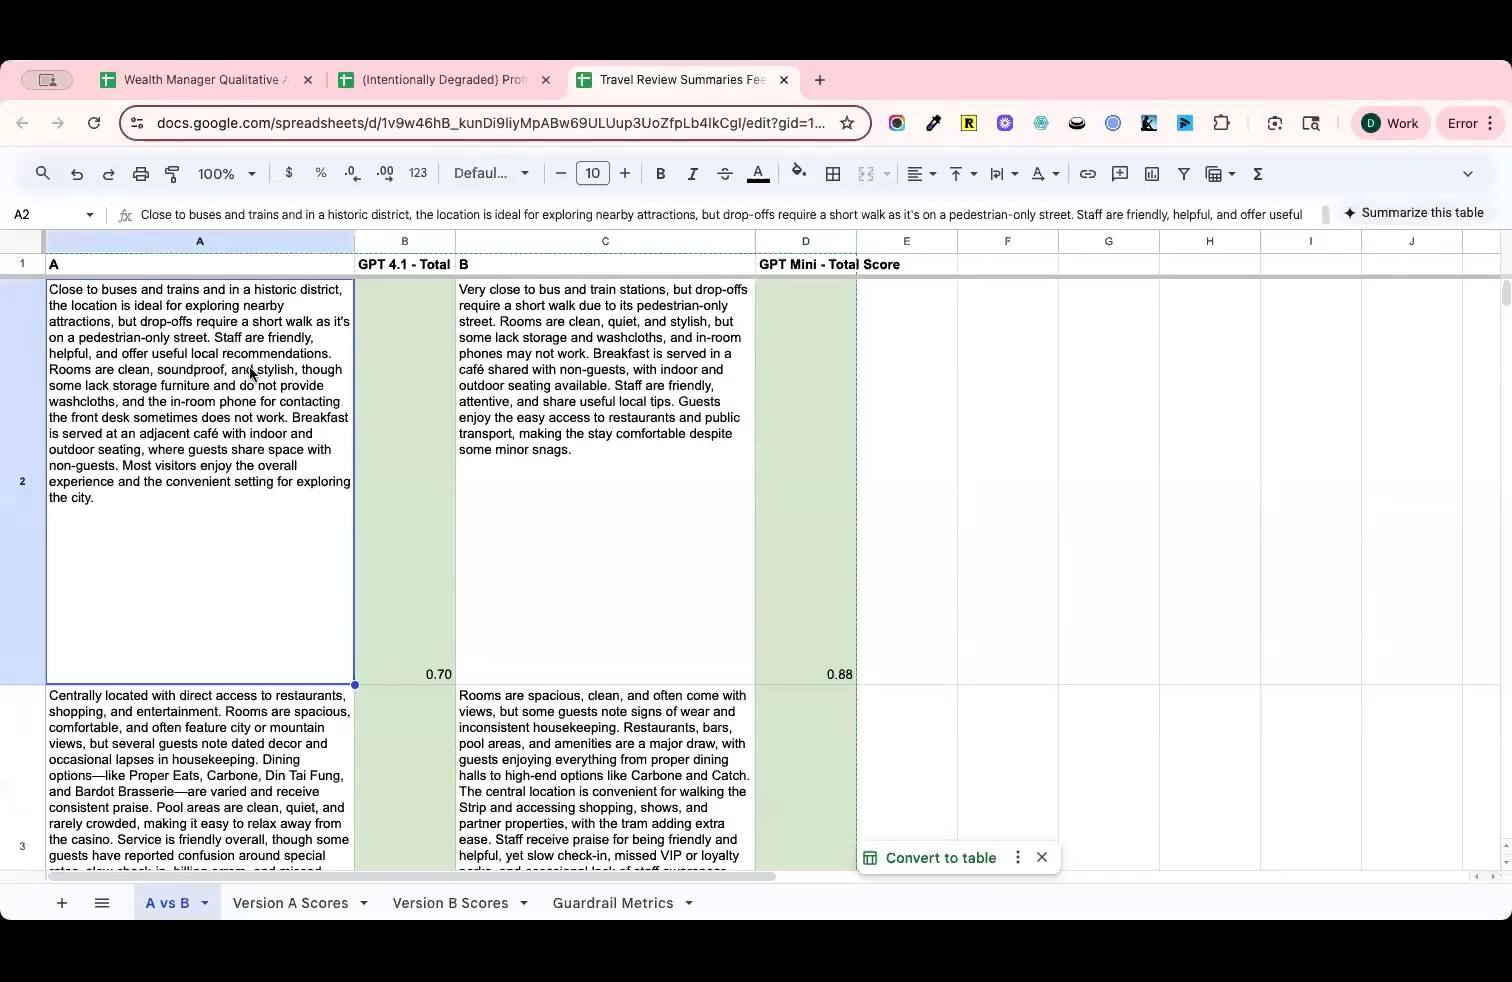 Wealth Manager Qualitative
(Intentionally Degraded) Prot
Travel Review Summaries Fee
docs.google.com/spreadsheets/d/1v9w46hB_kunDi9liyMpABw69ULUup3UoZfpLb4lkCgI/edit?gid=1...
Work
Error
100%
$ % .0 .00 123
Defaul...
10
B I S A
A2
fx Close to buses and trains and in a historic district, the location is ideal for exploring nearby attractions, but drop-offs require a short walk as it's on a pedestrian-only street. Staff are friendly, helpful, and offer useful
Summarize this table
A B C D E F G H I J
1 A GPT 4.1 - Total B GPT Mini - Total Score
2
Close to buses and trains and in a historic district,
the location is ideal for exploring nearby
attractions, but drop-offs require a short walk as it's
on a pedestrian-only street. Staff are friendly,
helpful, and offer useful local recommendations.
Rooms are clean, soundproof, and stylish, though
some lack storage furniture and do not provide
washcloths, and the in-room phone for contacting
the front desk sometimes does not work. Breakfast
is served at an adjacent café with indoor and
outdoor seating, where guests share space with
non-guests. Most visitors enjoy the overall
experience and the convenient setting for exploring
the city.
0.70
Very close to bus and train stations, but drop-offs
require a short walk due to its pedestrian-only
street. Rooms are clean, quiet, and stylish, but
some lack storage and washcloths, and in-room
phones may not work. Breakfast is served in a
café shared with non-guests, with indoor and
outdoor seating available. Staff are friendly,
attentive, and share useful local tips. Guests
enjoy the easy access to restaurants and public
transport, making the stay comfortable despite
some minor snags.
0.88
3
Centrally located with direct access to restaurants,
shopping, and entertainment. Rooms are spacious,
comfortable, and often feature city or mountain
views, but several guests note dated decor and
occasional lapses in housekeeping. Dining
options—like Proper Eats, Carbone, Din Tai Fung,
and Bardot Brasserie—are varied and receive
consistent praise. Pool areas are clean, quiet, and
rarely crowded, making it easy to relax away from
the casino. Service is friendly overall, though some
guests have reported confusion around special
rates, slow check-in, billing errors, and missed
Rooms are spacious, clean, and often come with
views, but some guests note signs of wear and
inconsistent housekeeping. Restaurants, bars,
pool areas, and amenities are a major draw, with
guests enjoying everything from proper dining
halls to high-end options like Carbone and Catch.
The central location is convenient for walking the
Strip and accessing shopping, shows, and
partner properties, with the tram adding extra
ease. Staff receive praise for being friendly and
helpful, yet slow check-in, missed VIP or loyalty
perks, and occasional lack of staff awareness
Convert to table
A vs B
Version A Scores
Version B Scores
Guardrail Metrics